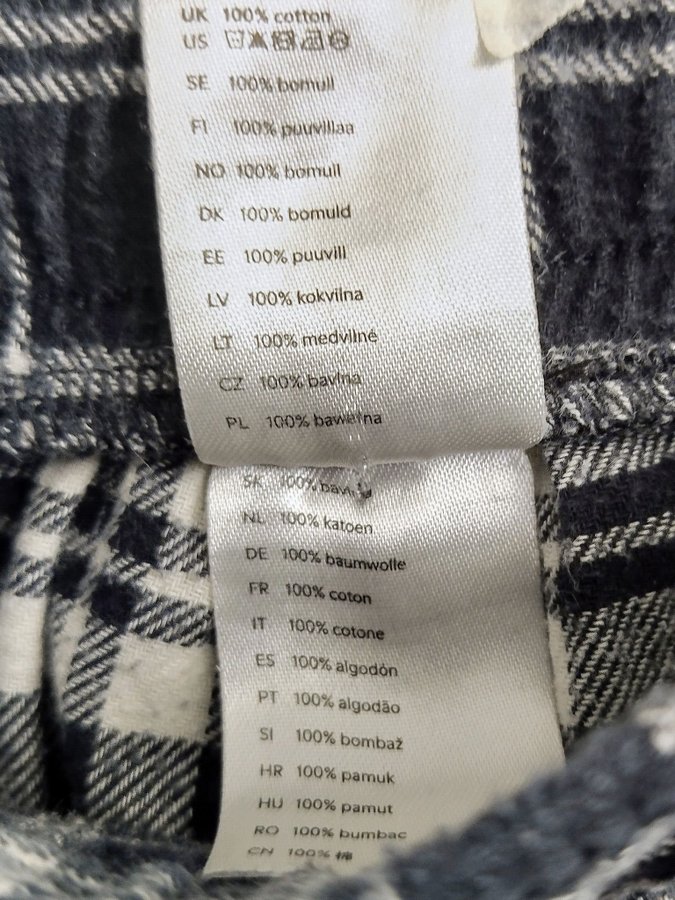 UK 100% cotton
US
SE 100% bomull
FI 100% puuvillaa
NO 100% bomull
DK 100% bomuld
EE 100% puuvill
LV 100% kokvilna
LT 100% medvilnė
CZ 100% bavlna
PL 100% bawełna
SK 100%
NL 100% katoen
DE 100% baumwolle
FR 100% coton
IT 100% cotone
ES 100% algodón
PT 100% algodão
SI 100% bombaž
HR 100% pamuk
HU 100% pamut
RO 100% bumbac
CN 100% 棉